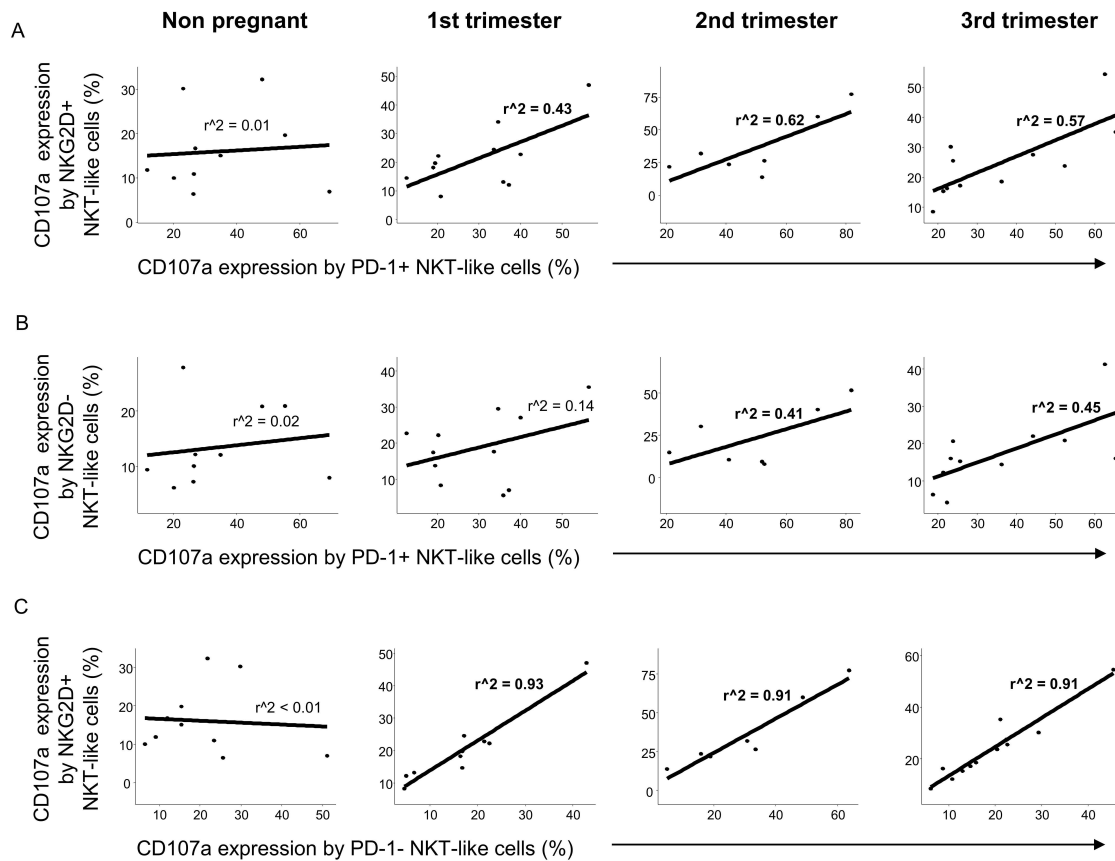 Non pregnant
1st trimester
2nd trimester
3rd trimester
A
CD107a expression
by NKG2D+
NKT-like cells (%)
30
20
10
0
r^2 = 0.01
20 40 60
50
40
30
20
10
0
r^2 = 0.43
20 30 40 50
75
50
25
0
r^2 = 0.62
20 40 60 80
50
40
30
20
10
r^2 = 0.57
20 30 40 50 60
CD107a expression by PD-1+ NKT-like cells (%)
B
CD107a expression
by NKG2D-
NKT-like cells (%)
20
10
r^2 = 0.02
20 40 60
40
30
20
10
r^2 = 0.14
20 30 40 50
50
25
0
r^2 = 0.41
20 40 60 80
40
30
20
10
r^2 = 0.45
20 30 40 50 60
CD107a expression by PD-1+ NKT-like cells (%)
C
CD107a expression
by NKG2D+
NKT-like cells (%)
30
20
10
0
r^2 < 0.01
10 20 30 40 50
50
40
30
20
10
r^2 = 0.93
10 20 30 40
75
50
25
0
r^2 = 0.91
20 40 60
60
40
20
r^2 = 0.91
10 20 30 40
CD107a expression by PD-1- NKT-like cells (%)